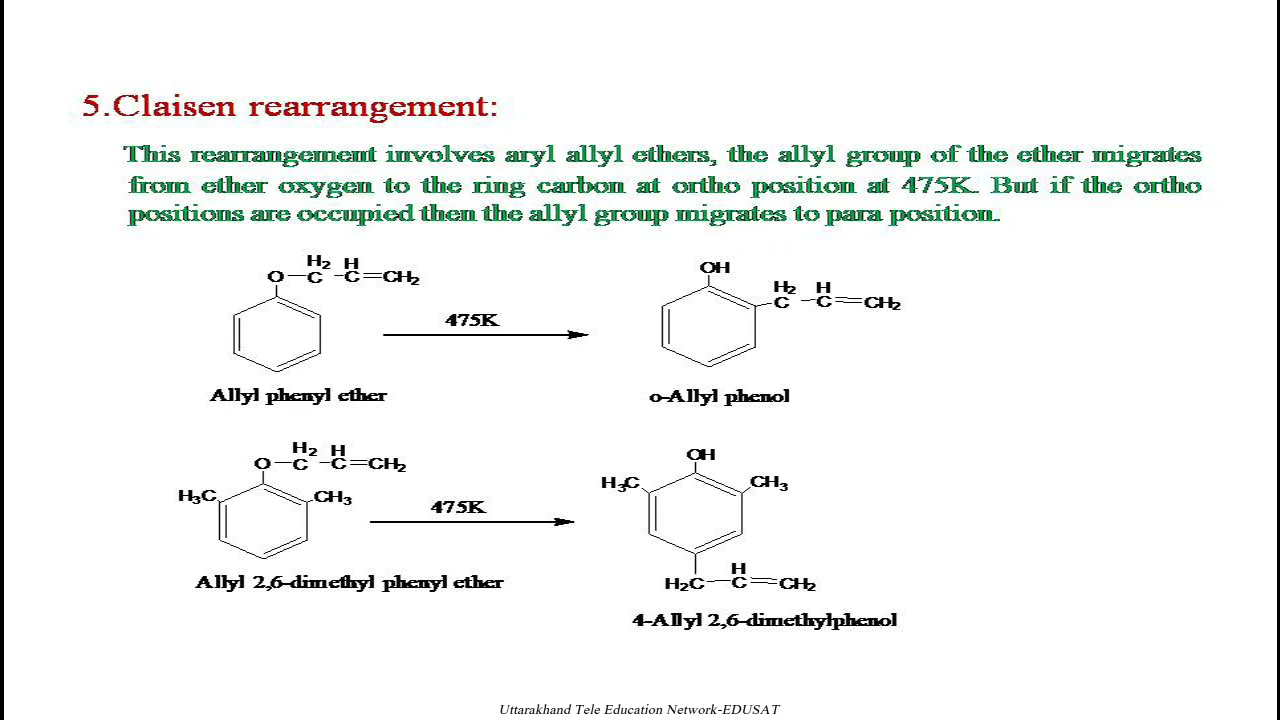 5.Claisen rearrangement:
This rearrangement involves aryl allyl ethers, the allyl group of the ether migrates
from ether oxygen to the ring carbon at ortho position at 475K. But if the ortho
positions are occupied then the allyl group migrates to para position.
H2 H
O-C-C=CH2
475K
Allyl phenyl ether
OH
H2 H
C-C=CH2
o-Allyl phenol
H2 H
O-C-C=CH2
H3C CH3
475K
Allyl 2,6-dimethyl phenyl ether
OH
H3C CH3
H
H2C-C=CH2
4-Allyl 2,6-dimethylphenol
Uttarakhand Tele Education Network-EDUSAT